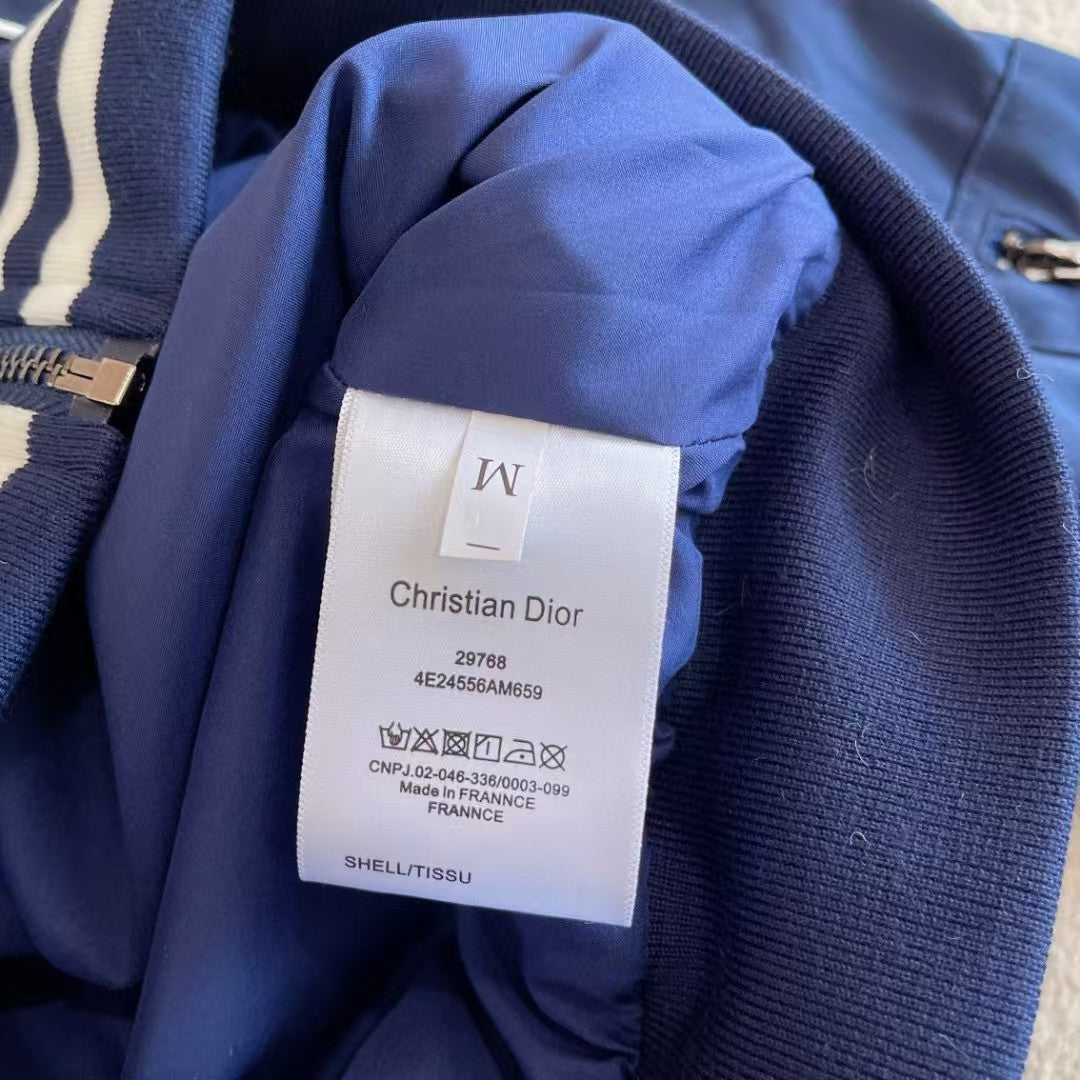 M
Christian Dior
29768
4E24556AM659
CNPJ.02-046-336/0003-099
Made In FRANNCE
FRANNCE
SHELL/TISSU